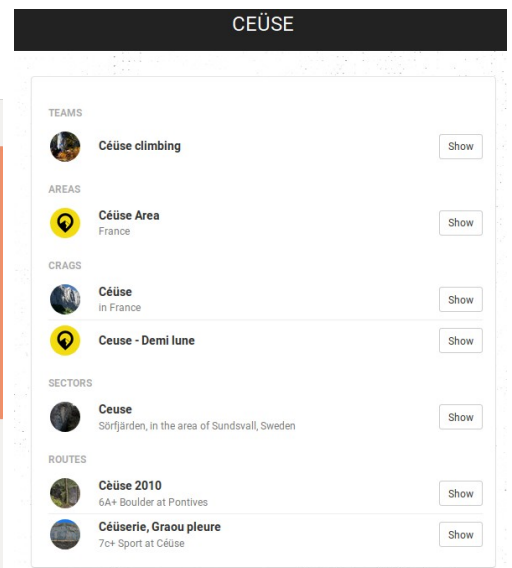 CEÜSE
TEAMS
Céüse climbing
Show
AREAS
Céüse Area
France
Show
CRAGS
Céüse
in France
Show
Ceuse - Demi lune
Show
SECTORS
Ceuse
Sörfjärden, in the area of Sundsvall, Sweden
Show
ROUTES
Cèüse 2010
6A+ Boulder at Pontives
Show
Céüserie, Graou pleure
7c+ Sport at Céüse
Show